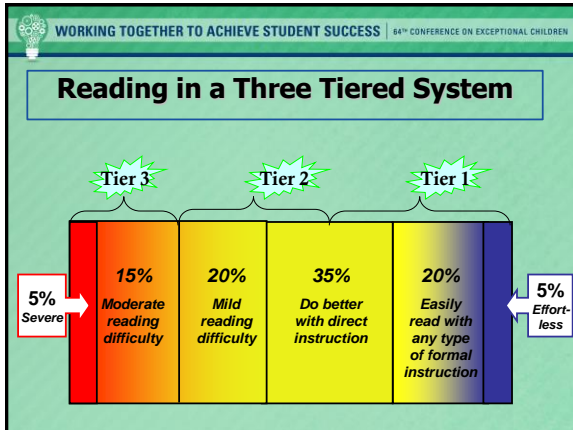 WORKING TOGETHER TO ACHIEVE STUDENT SUCCESS | 64TH CONFERENCE ON EXCEPTIONAL CHILDREN
Reading in a Three Tiered System
Tier 3
Tier 2
Tier 1
5%
Severe
15%
Moderate
reading
difficulty
20%
Mild
reading
difficulty
35%
Do better
with direct
instruction
20%
Easily
read with
any type
of formal
instruction
5%
Effort-
less